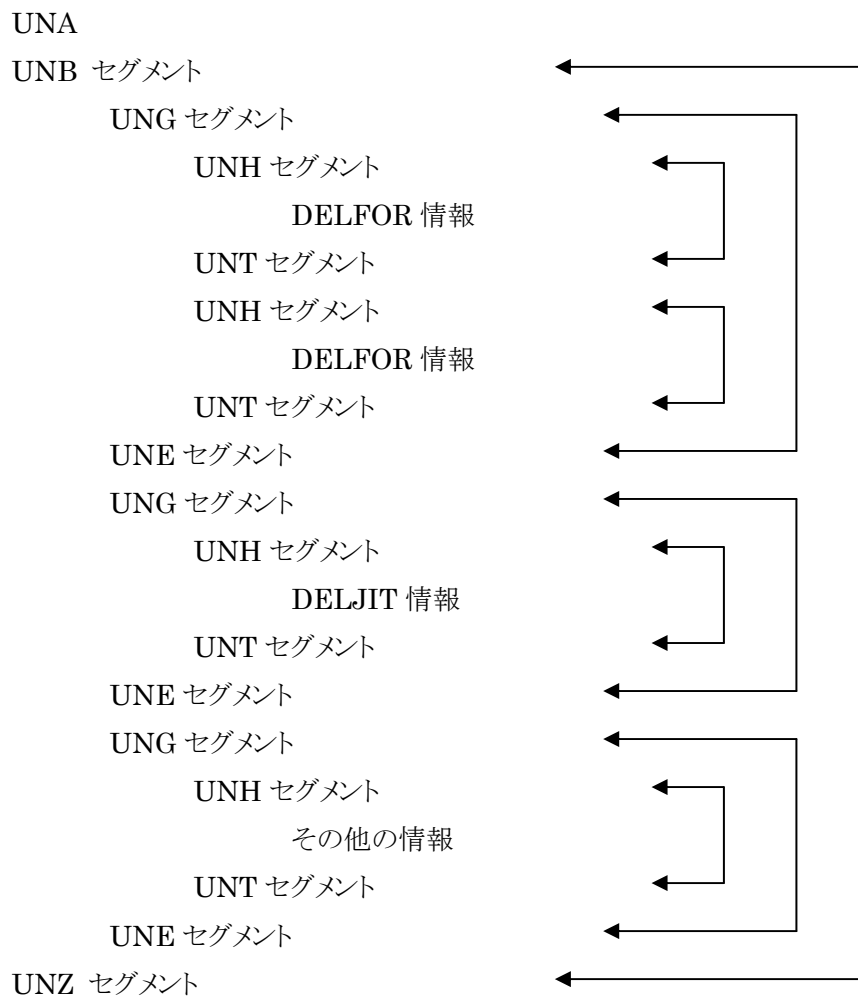 UNA
UNB セグメント
UNG セグメント
UNH セグメント
DELFOR 情報
UNT セグメント
UNH セグメント
DELFOR 情報
UNT セグメント
UNE セグメント
UNG セグメント
UNH セグメント
DELJIT 情報
UNT セグメント
UNE セグメント
UNG セグメント
UNH セグメント
その他の情報
UNT セグメント
UNE セグメント
UNZ セグメント